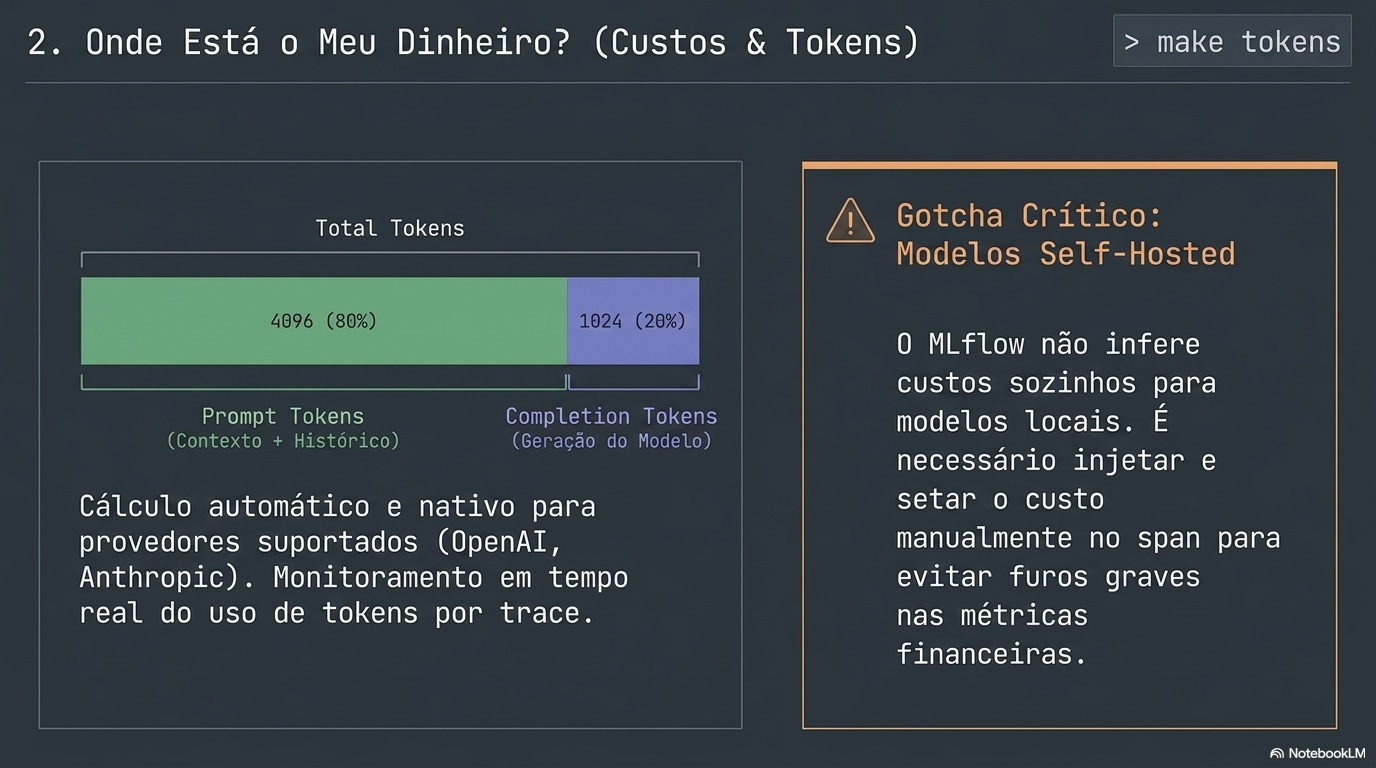 2. Onde Está o Meu Dinheiro? (Custos & Tokens)
> make tokens
Total Tokens
4096 (80%)
1024 (20%)
Prompt Tokens
(Contexto + Histórico)
Completion Tokens
(Geração do Modelo)
Cálculo automático e nativo para
provedores suportados (OpenAI,
Anthropic). Monitoramento em tempo
real do uso de tokens por trace.
Gotcha Crítico:
Modelos Self-Hosted
O MLflow não infere
custos sozinhos para
modelos locais. É
necessário injetar e
setar o custo
manualmente no span para
evitar furos graves
nas métricas
financeiras.
NotebookLM